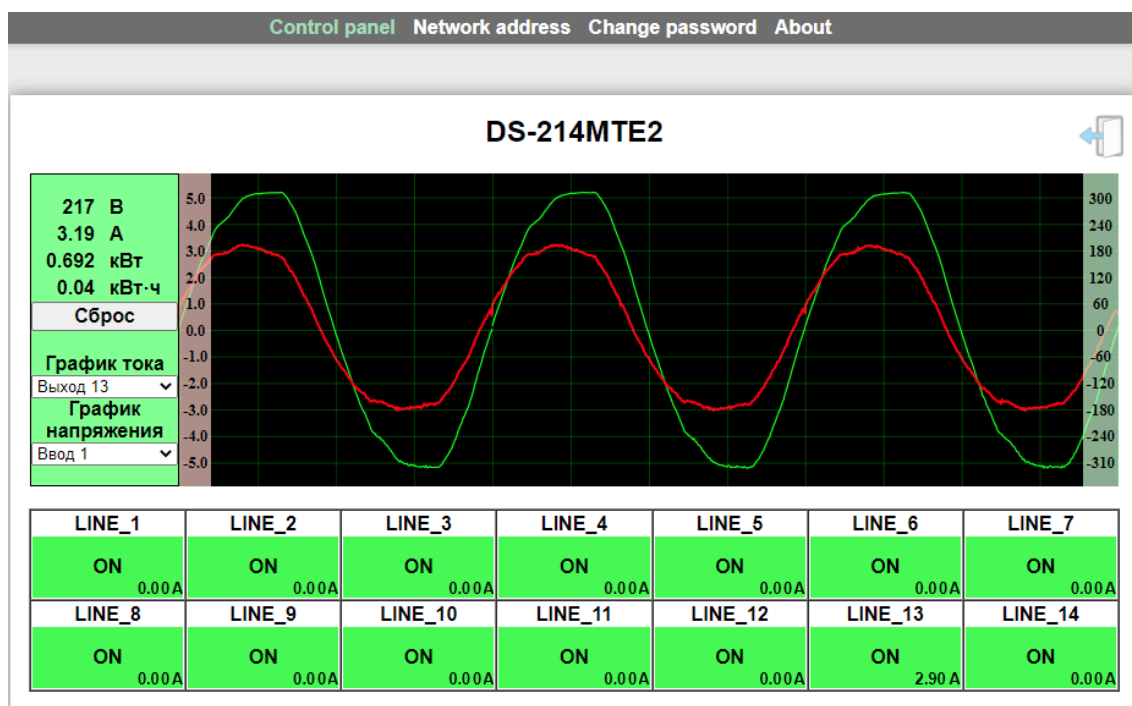 Control panel Network address Change password About
DS-214MTE2
217 В
3.19 А
0.692 кВт
0.04 кВт·ч
Сброс
График тока
Выход 13
График
напряжения
Ввод 1
5.0
4.0
3.0
2.0
1.0
0.0
-1.0
-2.0
-3.0
-4.0
-5.0
300
240
180
120
60
0
-60
-120
-180
-240
-310
LINE_1 LINE_2 LINE_3 LINE_4 LINE_5 LINE_6 LINE_7
ON ON ON ON ON ON ON
0.00A 0.00A 0.00A 0.00A 0.00A 0.00A 0.00A
LINE_8 LINE_9 LINE_10 LINE_11 LINE_12 LINE_13 LINE_14
ON ON ON ON ON ON ON
0.00A 0.00A 0.00A 0.00A 0.00A 2.90 A 0.00A